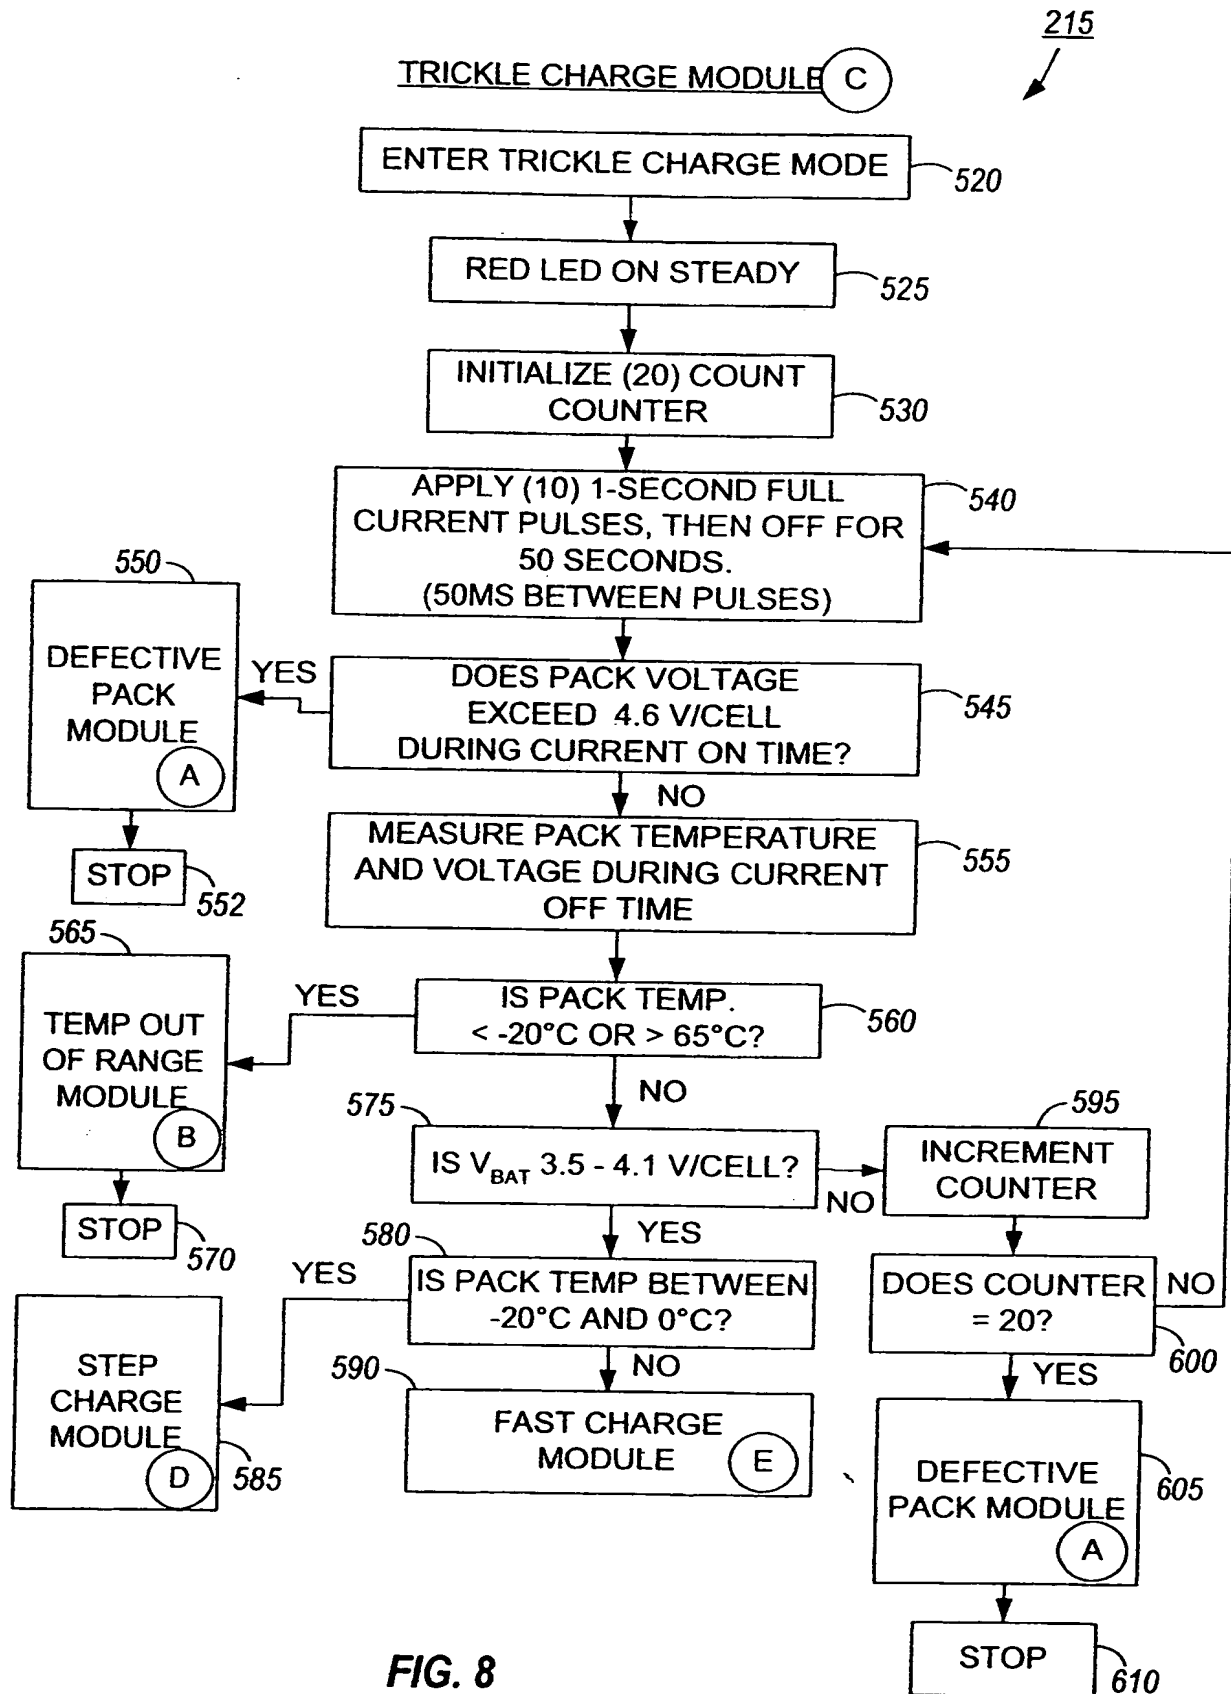 215
TRICKLE CHARGE MODULE C
ENTER TRICKLE CHARGE MODE
520
RED LED ON STEADY
525
INITIALIZE (20) COUNT
COUNTER
530
APPLY (10) 1-SECOND FULL
CURRENT PULSES, THEN OFF FOR
50 SECONDS.
(50MS BETWEEN PULSES)
540
550
DEFECTIVE
PACK
MODULE
A
YES
DOES PACK VOLTAGE
EXCEED 4.6 V/CELL
DURING CURRENT ON TIME?
545
NO
STOP
552
MEASURE PACK TEMPERATURE
AND VOLTAGE DURING CURRENT
OFF TIME
555
565
TEMP OUT
OF RANGE
MODULE
B
YES
IS PACK TEMP.
< -20°C OR > 65°C?
560
NO
STOP
570
575
IS VBAT 3.5 - 4.1 V/CELL?
NO
595
INCREMENT
COUNTER
YES
580
YES
IS PACK TEMP BETWEEN
-20°C AND 0°C?
DOES COUNTER
= 20?
NO
600
STEP
CHARGE
MODULE
D
585
NO
590
FAST CHARGE
MODULE
E
YES
DEFECTIVE
PACK MODULE
A
605
STOP
610
FIG. 8